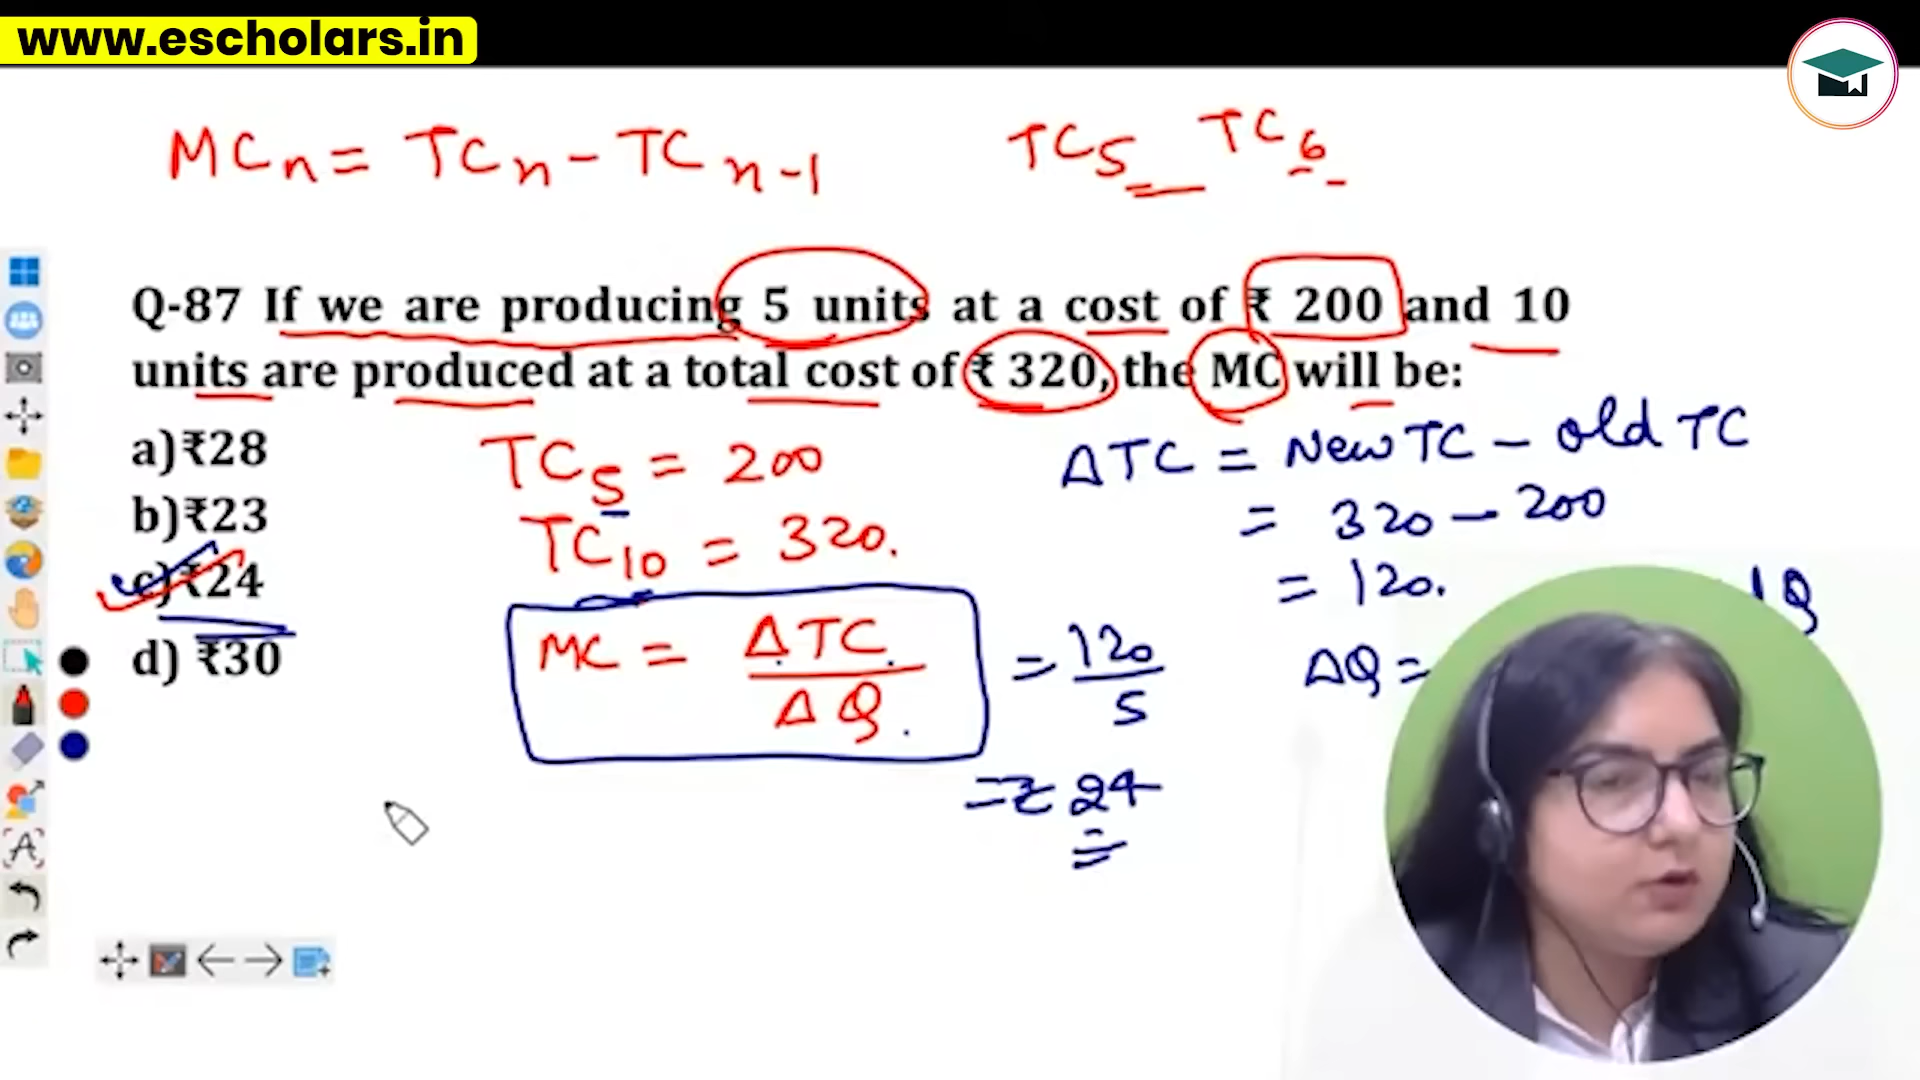 www.escholars.in
MCn = TCn - TCn-1
TC5 TC6
Q-87 If we are producing 5 units at a cost of ₹ 200 and 10
units are produced at a total cost of ₹ 320, the MC will be:
a)₹28
b)₹23
c)₹24
d) ₹30
TC5 = 200
TC10 = 320.
MC = ΔTC / ΔQ
= 120 / 5
= ₹ 24
ΔTC = New TC - old TC
= 320 - 200
= 120.
ΔQ =
Q